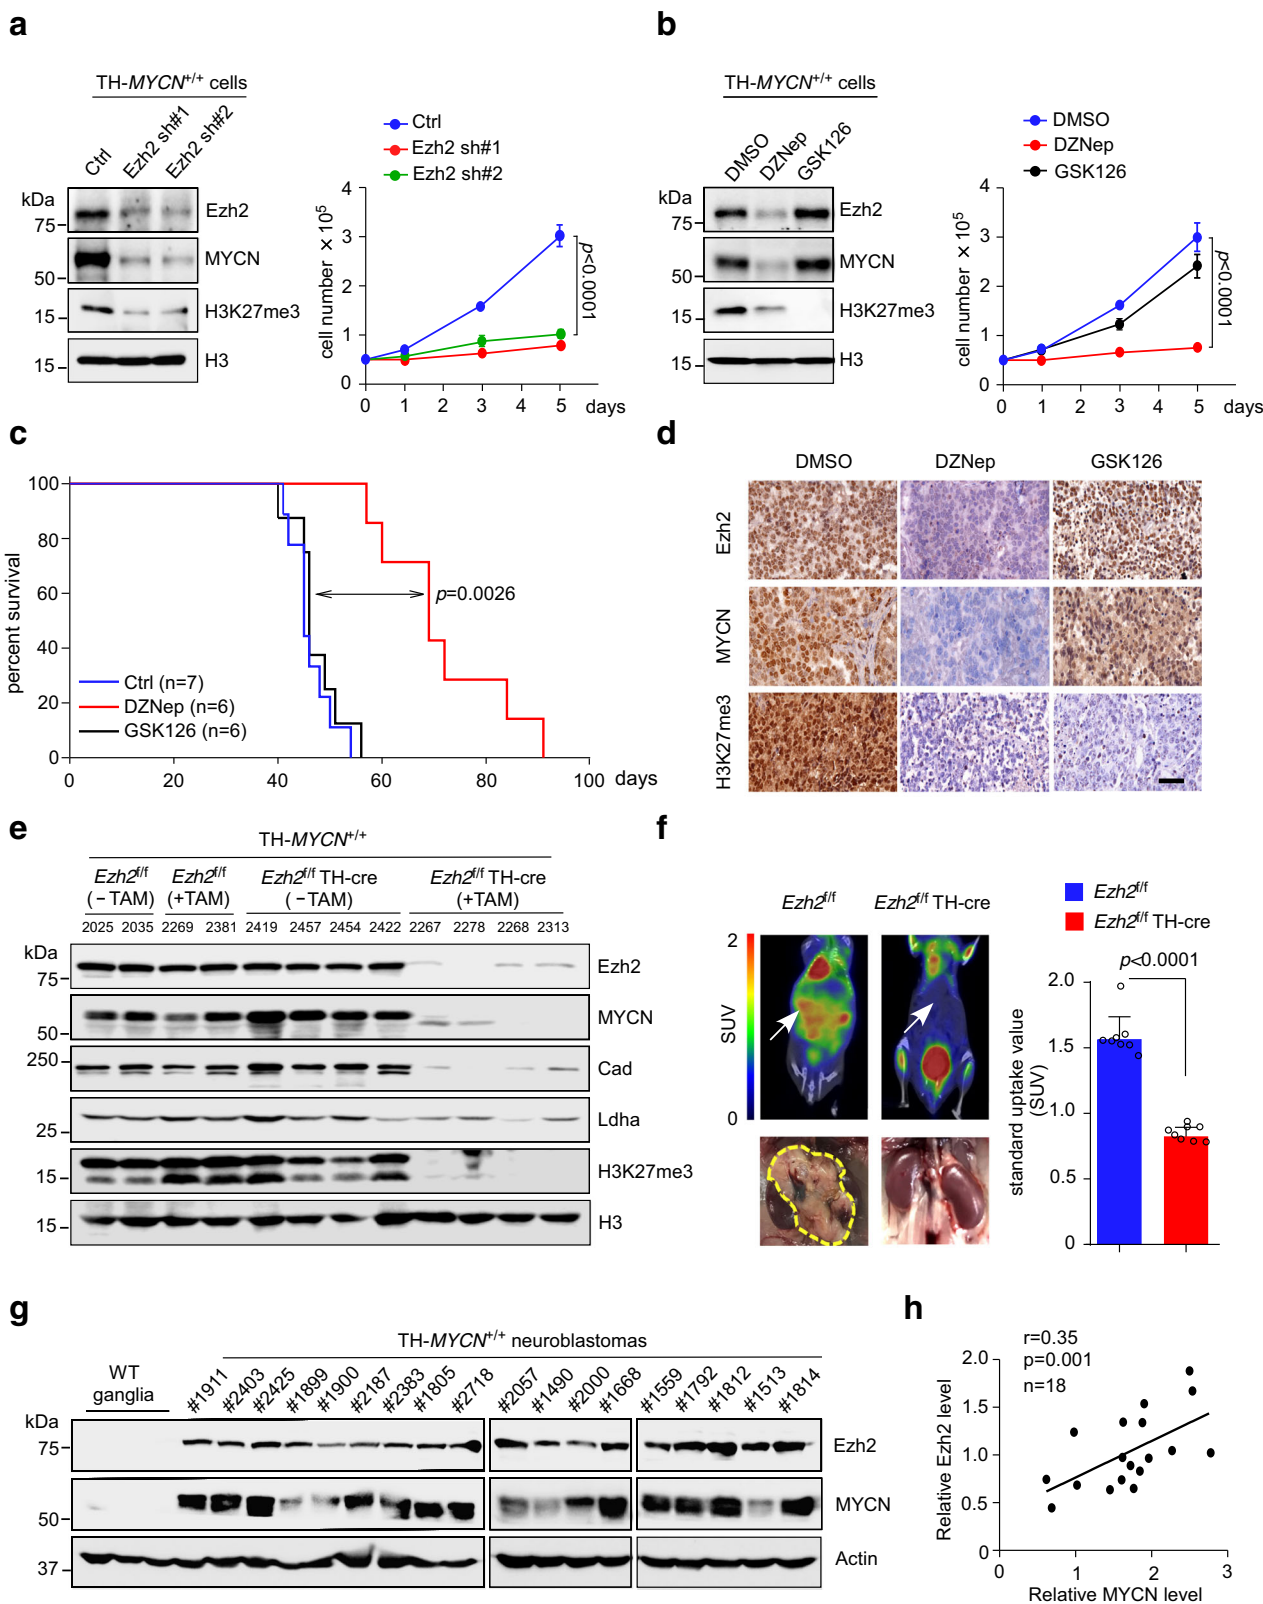 a
TH-MYCN+/+ cells
Ctrl
Ezh2 sh#1
Ezh2 sh#2
kDa
75
50
15
15
Ezh2
MYCN
H3K27me3
H3
Ctrl
Ezh2 sh#1
Ezh2 sh#2
cell number × 10⁵
4
3
2
1
0
0 1 2 3 4 5 days
p<0.0001
b
TH-MYCN+/+ cells
DMSO
DZNep
GSK126
kDa
75
50
15
15
Ezh2
MYCN
H3K27me3
H3
DMSO
DZNep
GSK126
cell number × 10⁵
4
3
2
1
0
0 1 2 3 4 5 days
p<0.0001
c
percent survival
100
80
60
40
20
0
p=0.0026
Ctrl (n=7)
DZNep (n=6)
GSK126 (n=6)
0 20 40 60 80 100 days
d
DMSO DZNep GSK126
Ezh2
MYCN
H3K27me3
e
TH-MYCN+/+
Ezh2f/f (−TAM)
Ezh2f/f (+TAM)
Ezh2f/f TH-cre (−TAM)
Ezh2f/f TH-cre (+TAM)
2025 2035 2269 2381 2419 2457 2454 2422 2267 2278 2268 2313
kDa
75
50
250
25
15
15
Ezh2
MYCN
Cad
Ldha
H3K27me3
H3
f
Ezh2f/f
Ezh2f/f TH-cre
2
SUV
0
Ezh2f/f
Ezh2f/f TH-cre
p<0.0001
standard uptake value
(SUV)
2.0
1.5
1.0
0.5
0
g
TH-MYCN+/+ neuroblastomas
WT
ganglia
#1911
#2403
#2425
#1899
#1900
#2187
#2383
#1805
#2718
#2057
#1490
#2000
#1668
#1559
#1792
#1812
#1513
#1814
kDa
75
50
37
Ezh2
MYCN
Actin
h
r=0.35
p=0.001
n=18
Relative Ezh2 level
2.0
1.5
1.0
0.5
0
0 1 2 3
Relative MYCN level